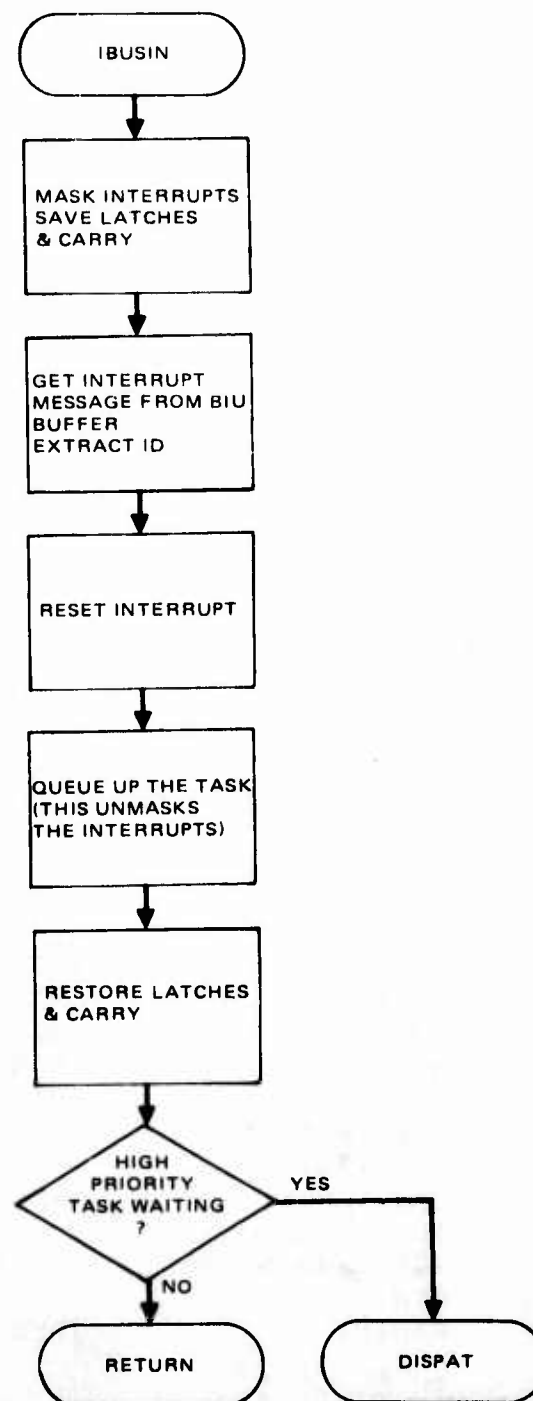 IBUSIN
MASK INTERRUPTS
SAVE LATCHES
& CARRY
GET INTERRUPT
MESSAGE FROM BIU
BUFFER
EXTRACT ID
RESET INTERRUPT
QUEUE UP THE TASK
(THIS UNMASKS
THE INTERRUPTS)
RESTORE LATCHES
& CARRY
HIGH
PRIORITY
TASK WAITING
?
YES
NO
RETURN
DISPAT